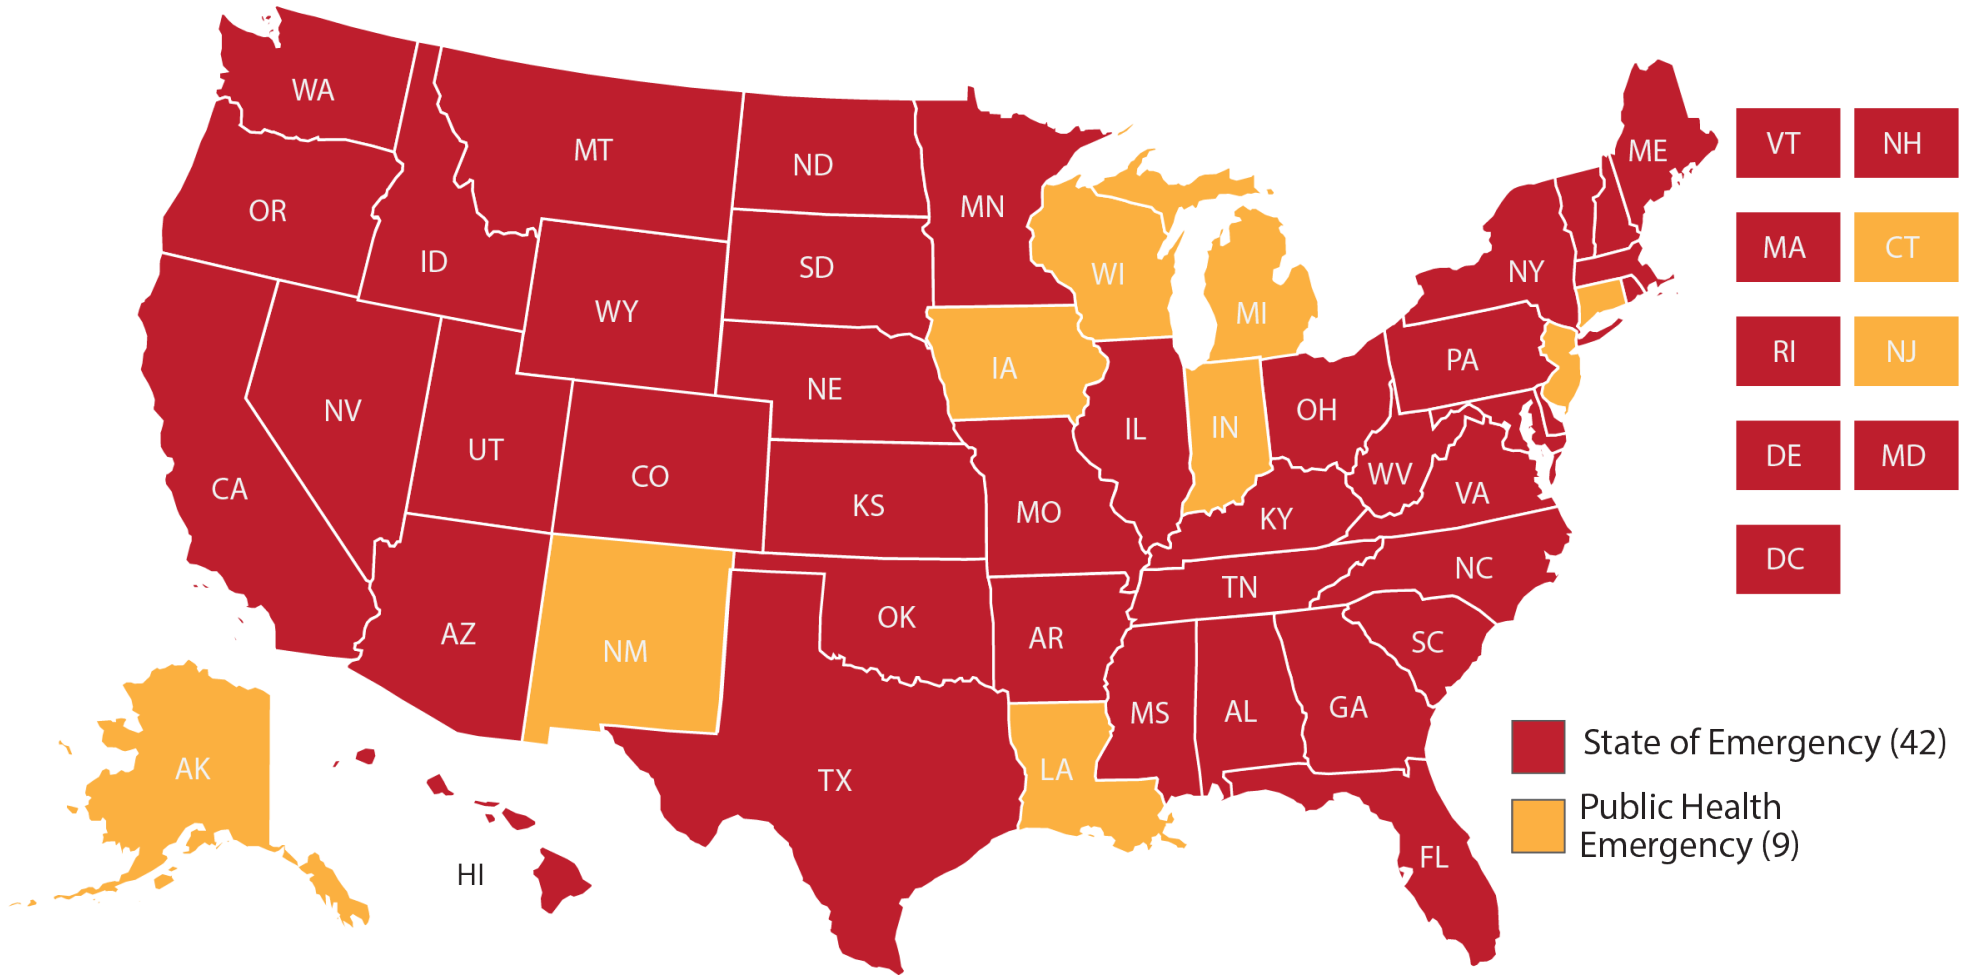 WA
MT
ND
MN
ME
VT
NH
OR
ID
SD
WI
NY
MA
CT
WY
MI
IA
PA
RI
NJ
NV
NE
IL
IN
OH
UT
CO
WV
DE
MD
CA
KS
MO
KY
VA
DC
AZ
NM
OK
AR
TN
NC
SC
MS
AL
GA
AK
TX
LA
State of Emergency (42)
Public Health
Emergency (9)
HI
FL